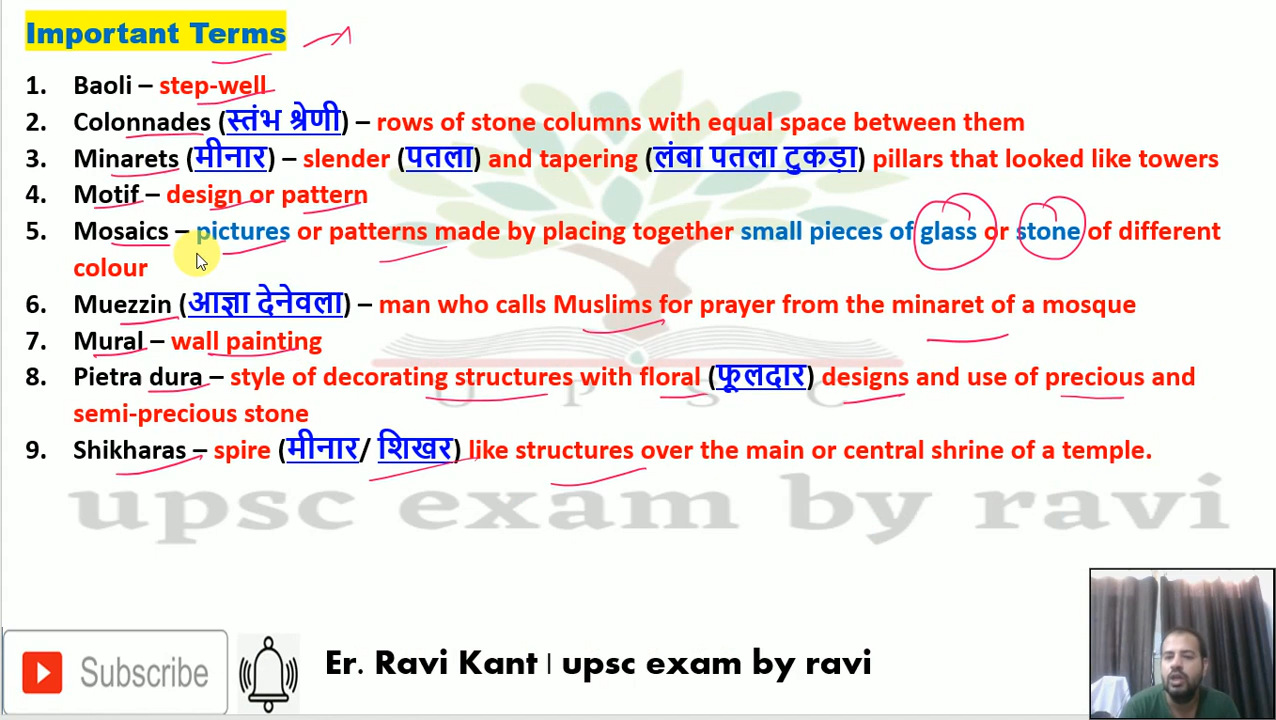 Important Terms
1. Baoli – step-well
2. Colonnades (स्तंभ श्रेणी) – rows of stone columns with equal space between them
3. Minarets (मीनार) – slender (पतला) and tapering (लंबा पतला टुकड़ा) pillars that looked like towers
4. Motif – design or pattern
5. Mosaics – pictures or patterns made by placing together small pieces of glass or stone of different
colour
6. Muezzin (आज्ञा देनेवला) – man who calls Muslims for prayer from the minaret of a mosque
7. Mural – wall painting
8. Pietra dura – style of decorating structures with floral (फूलदार) designs and use of precious and
semi-precious stone
9. Shikharas – spire (मीनार/ शिखर) like structures over the main or central shrine of a temple.
U P S C
upsc exam by ravi
Subscribe
Er. Ravi Kant | upsc exam by ravi